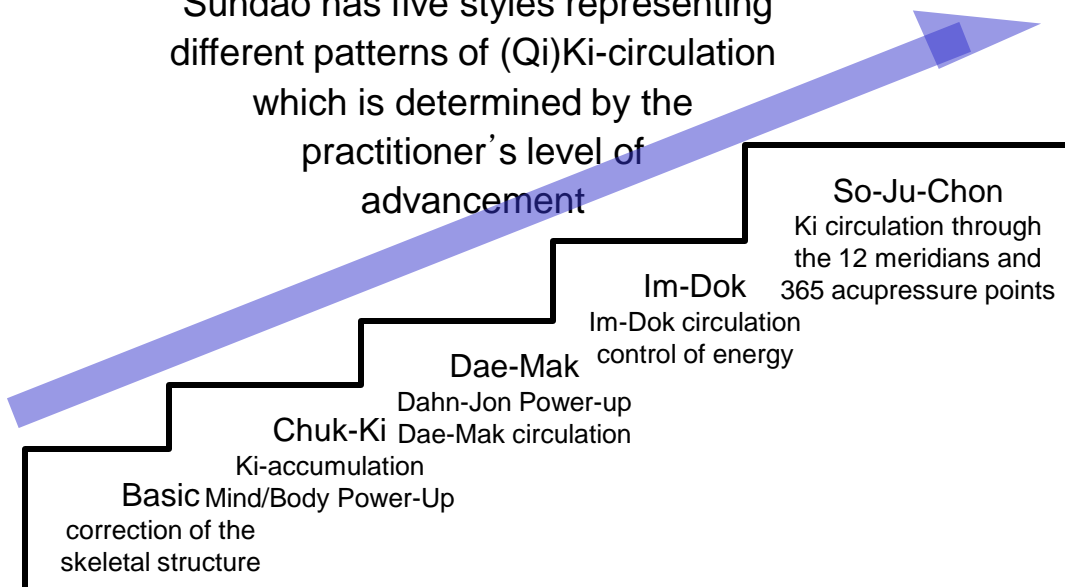 Sundao has five styles representing
different patterns of (Qi)Ki-circulation
which is determined by the
practitioner’s level of
advancement
So-Ju-Chon
Ki circulation through
the 12 meridians and
365 acupressure points
Im-Dok
Im-Dok circulation
control of energy
Dae-Mak
Dahn-Jon Power-up
Dae-Mak circulation
Chuk-Ki
Ki-accumulation
Mind/Body Power-Up
Basic
correction of the
skeletal structure